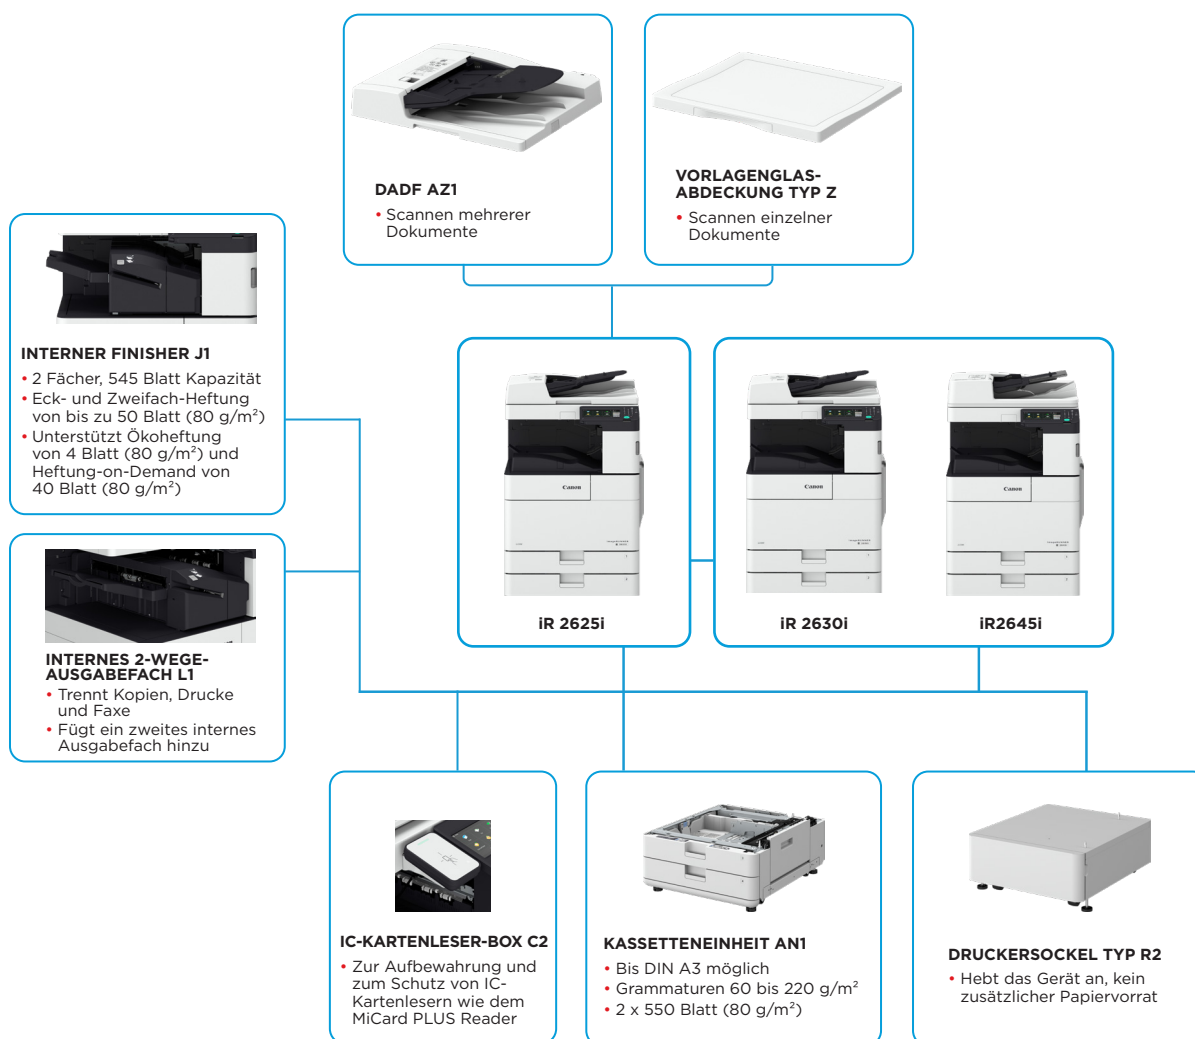 DADF AZ1
• Scannen mehrerer
Dokumente
VORLAGENGLAS-
ABDECKUNG TYP Z
• Scannen einzelner
Dokumente
INTERNER FINISHER J1
• 2 Fächer, 545 Blatt Kapazität
• Eck- und Zweifach-Heftung
von bis zu 50 Blatt (80 g/m²)
• Unterstützt Ökoheftung
von 4 Blatt (80 g/m²) und
Heftung-on-Demand von
40 Blatt (80 g/m²)
INTERNES 2-WEGE-
AUSGABEFACH L1
• Trennt Kopien, Drucke
und Faxe
• Fügt ein zweites internes
Ausgabefach hinzu
Canon
Canon
Canon
iR 2625i
iR 2630i
iR2645i
IC-KARTENLESER-BOX C2
• Zur Aufbewahrung und
zum Schutz von IC-
Kartenlesern wie dem
MiCard PLUS Reader
KASSETTENEINHEIT AN1
• Bis DIN A3 möglich
• Grammaturen 60 bis 220 g/m²
• 2 x 550 Blatt (80 g/m²)
DRUCKERSOCKEL TYP R2
• Hebt das Gerät an, kein
zusätzlicher Papiervorrat